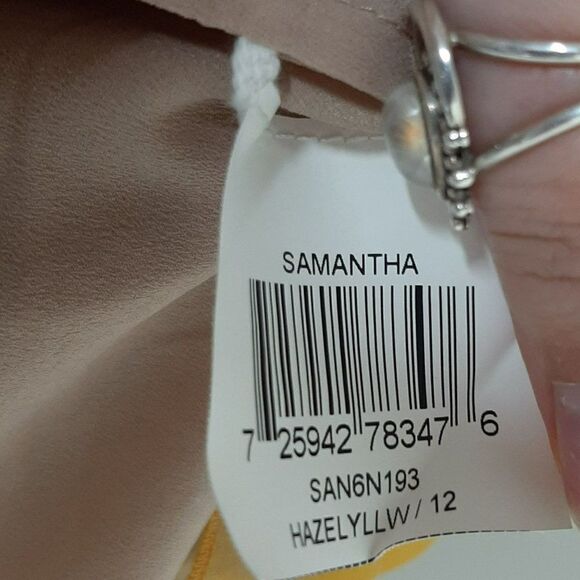 SAMANTHA
7 25942 78347 6
SAN6N193
HAZELYLLW / 12